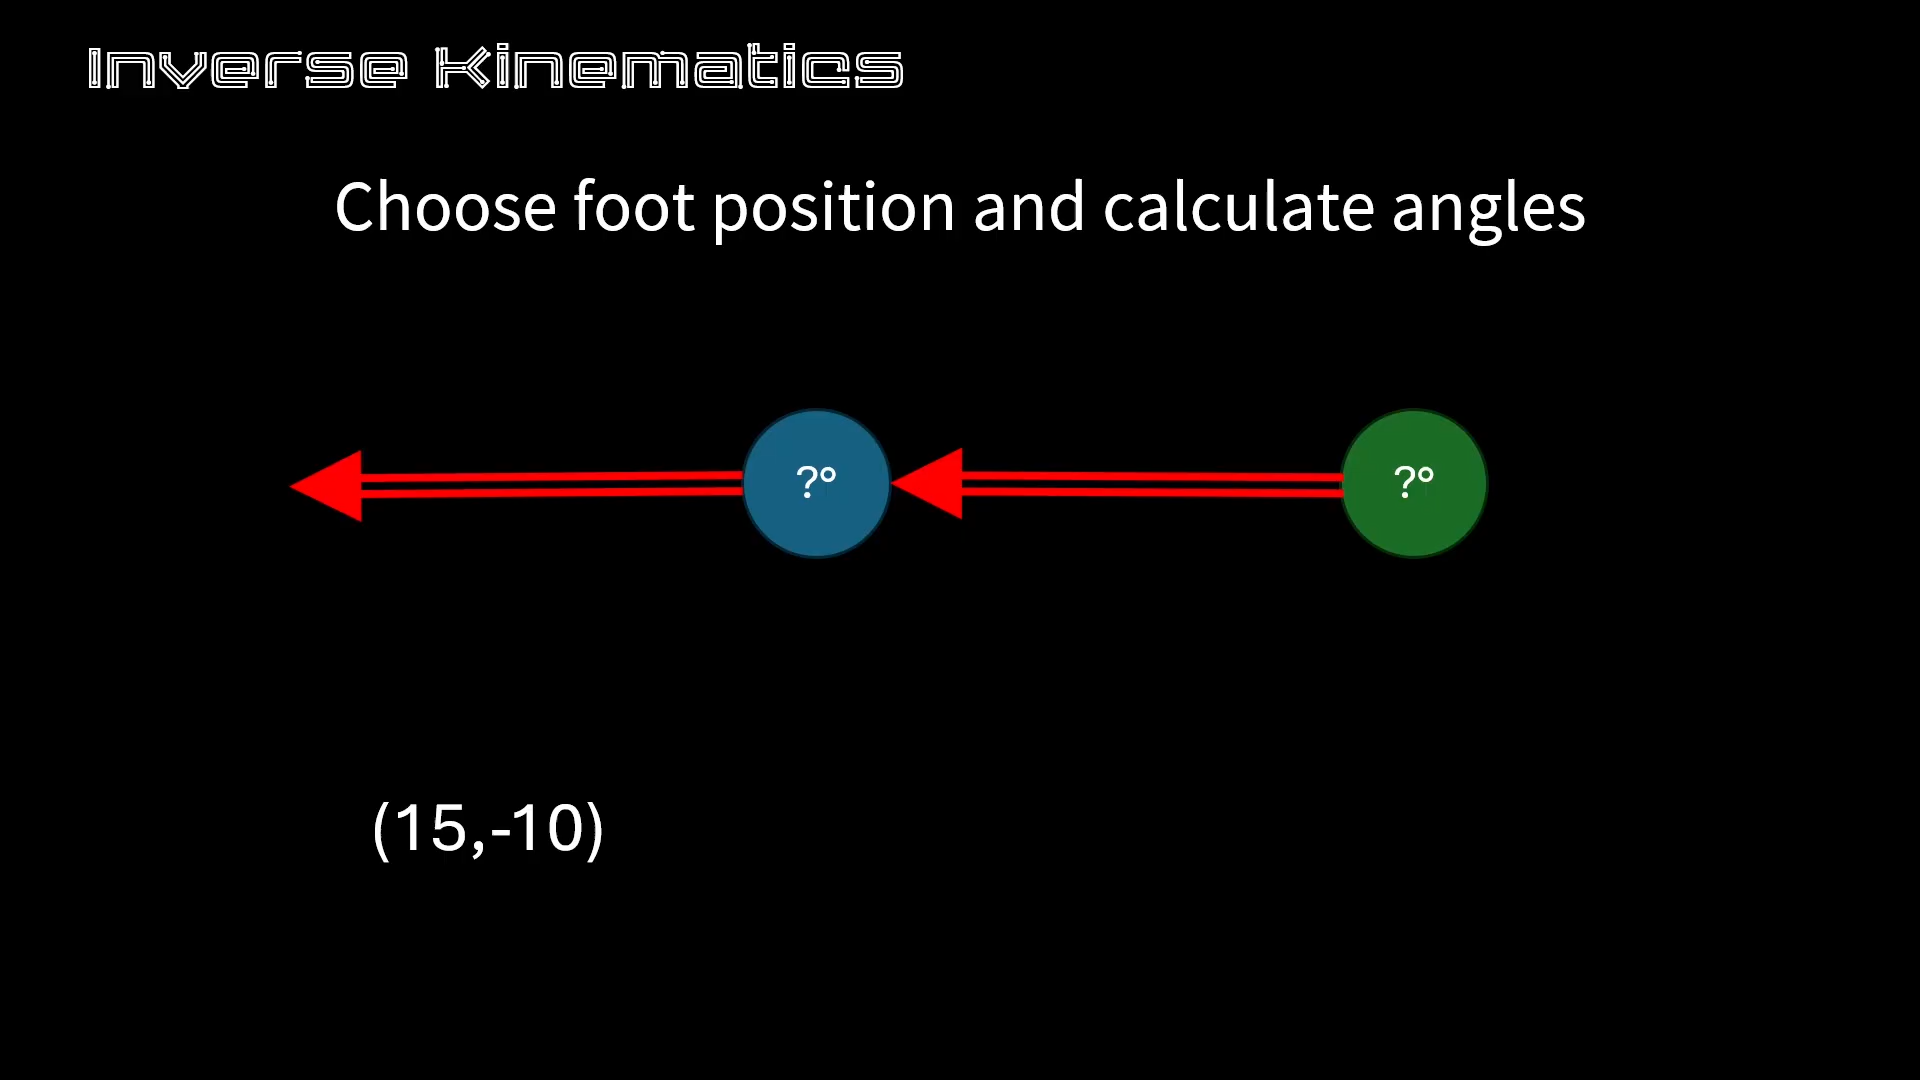 Inverse Kinematics
Choose foot position and calculate angles
?° ?°
(15,-10)